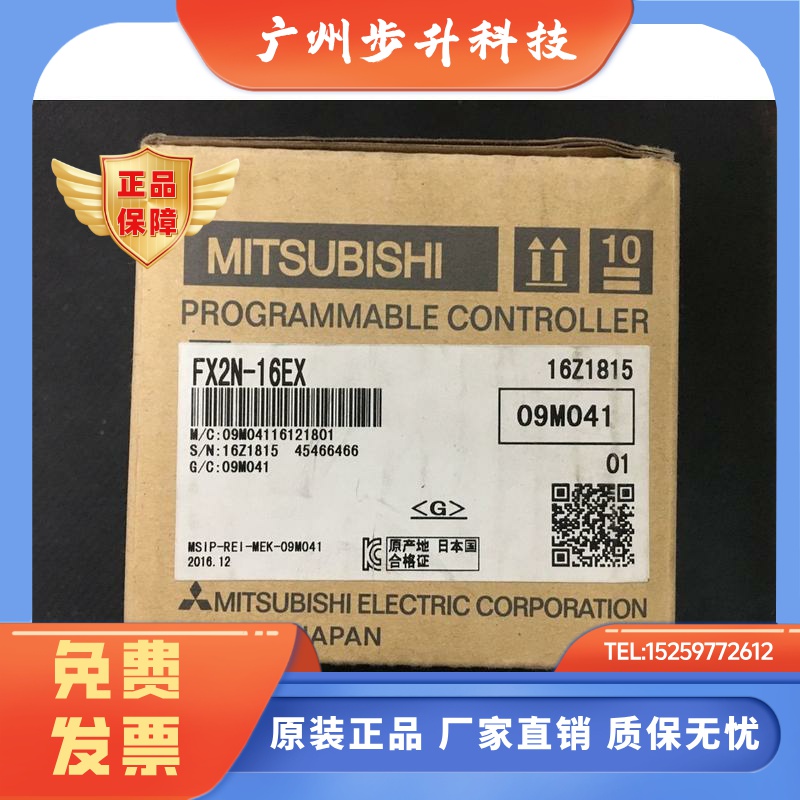 广州步升科技
正品
保障
MITSUBISHI
10
PROGRAMMABLE CONTROLLER
FX2N-16EX
16Z1815
09M041
M/C:09M04116121801
S/N:16Z1815 45466466
G/C:09M041
01
<G>
MSIP-REI-MEK-09M041
2016.12
原产地 日本国
合格证
MITSUBISHI ELECTRIC CORPORATION
JAPAN
TEL:15259772612
免费
发票
原装正品 厂家直销 质保无忧